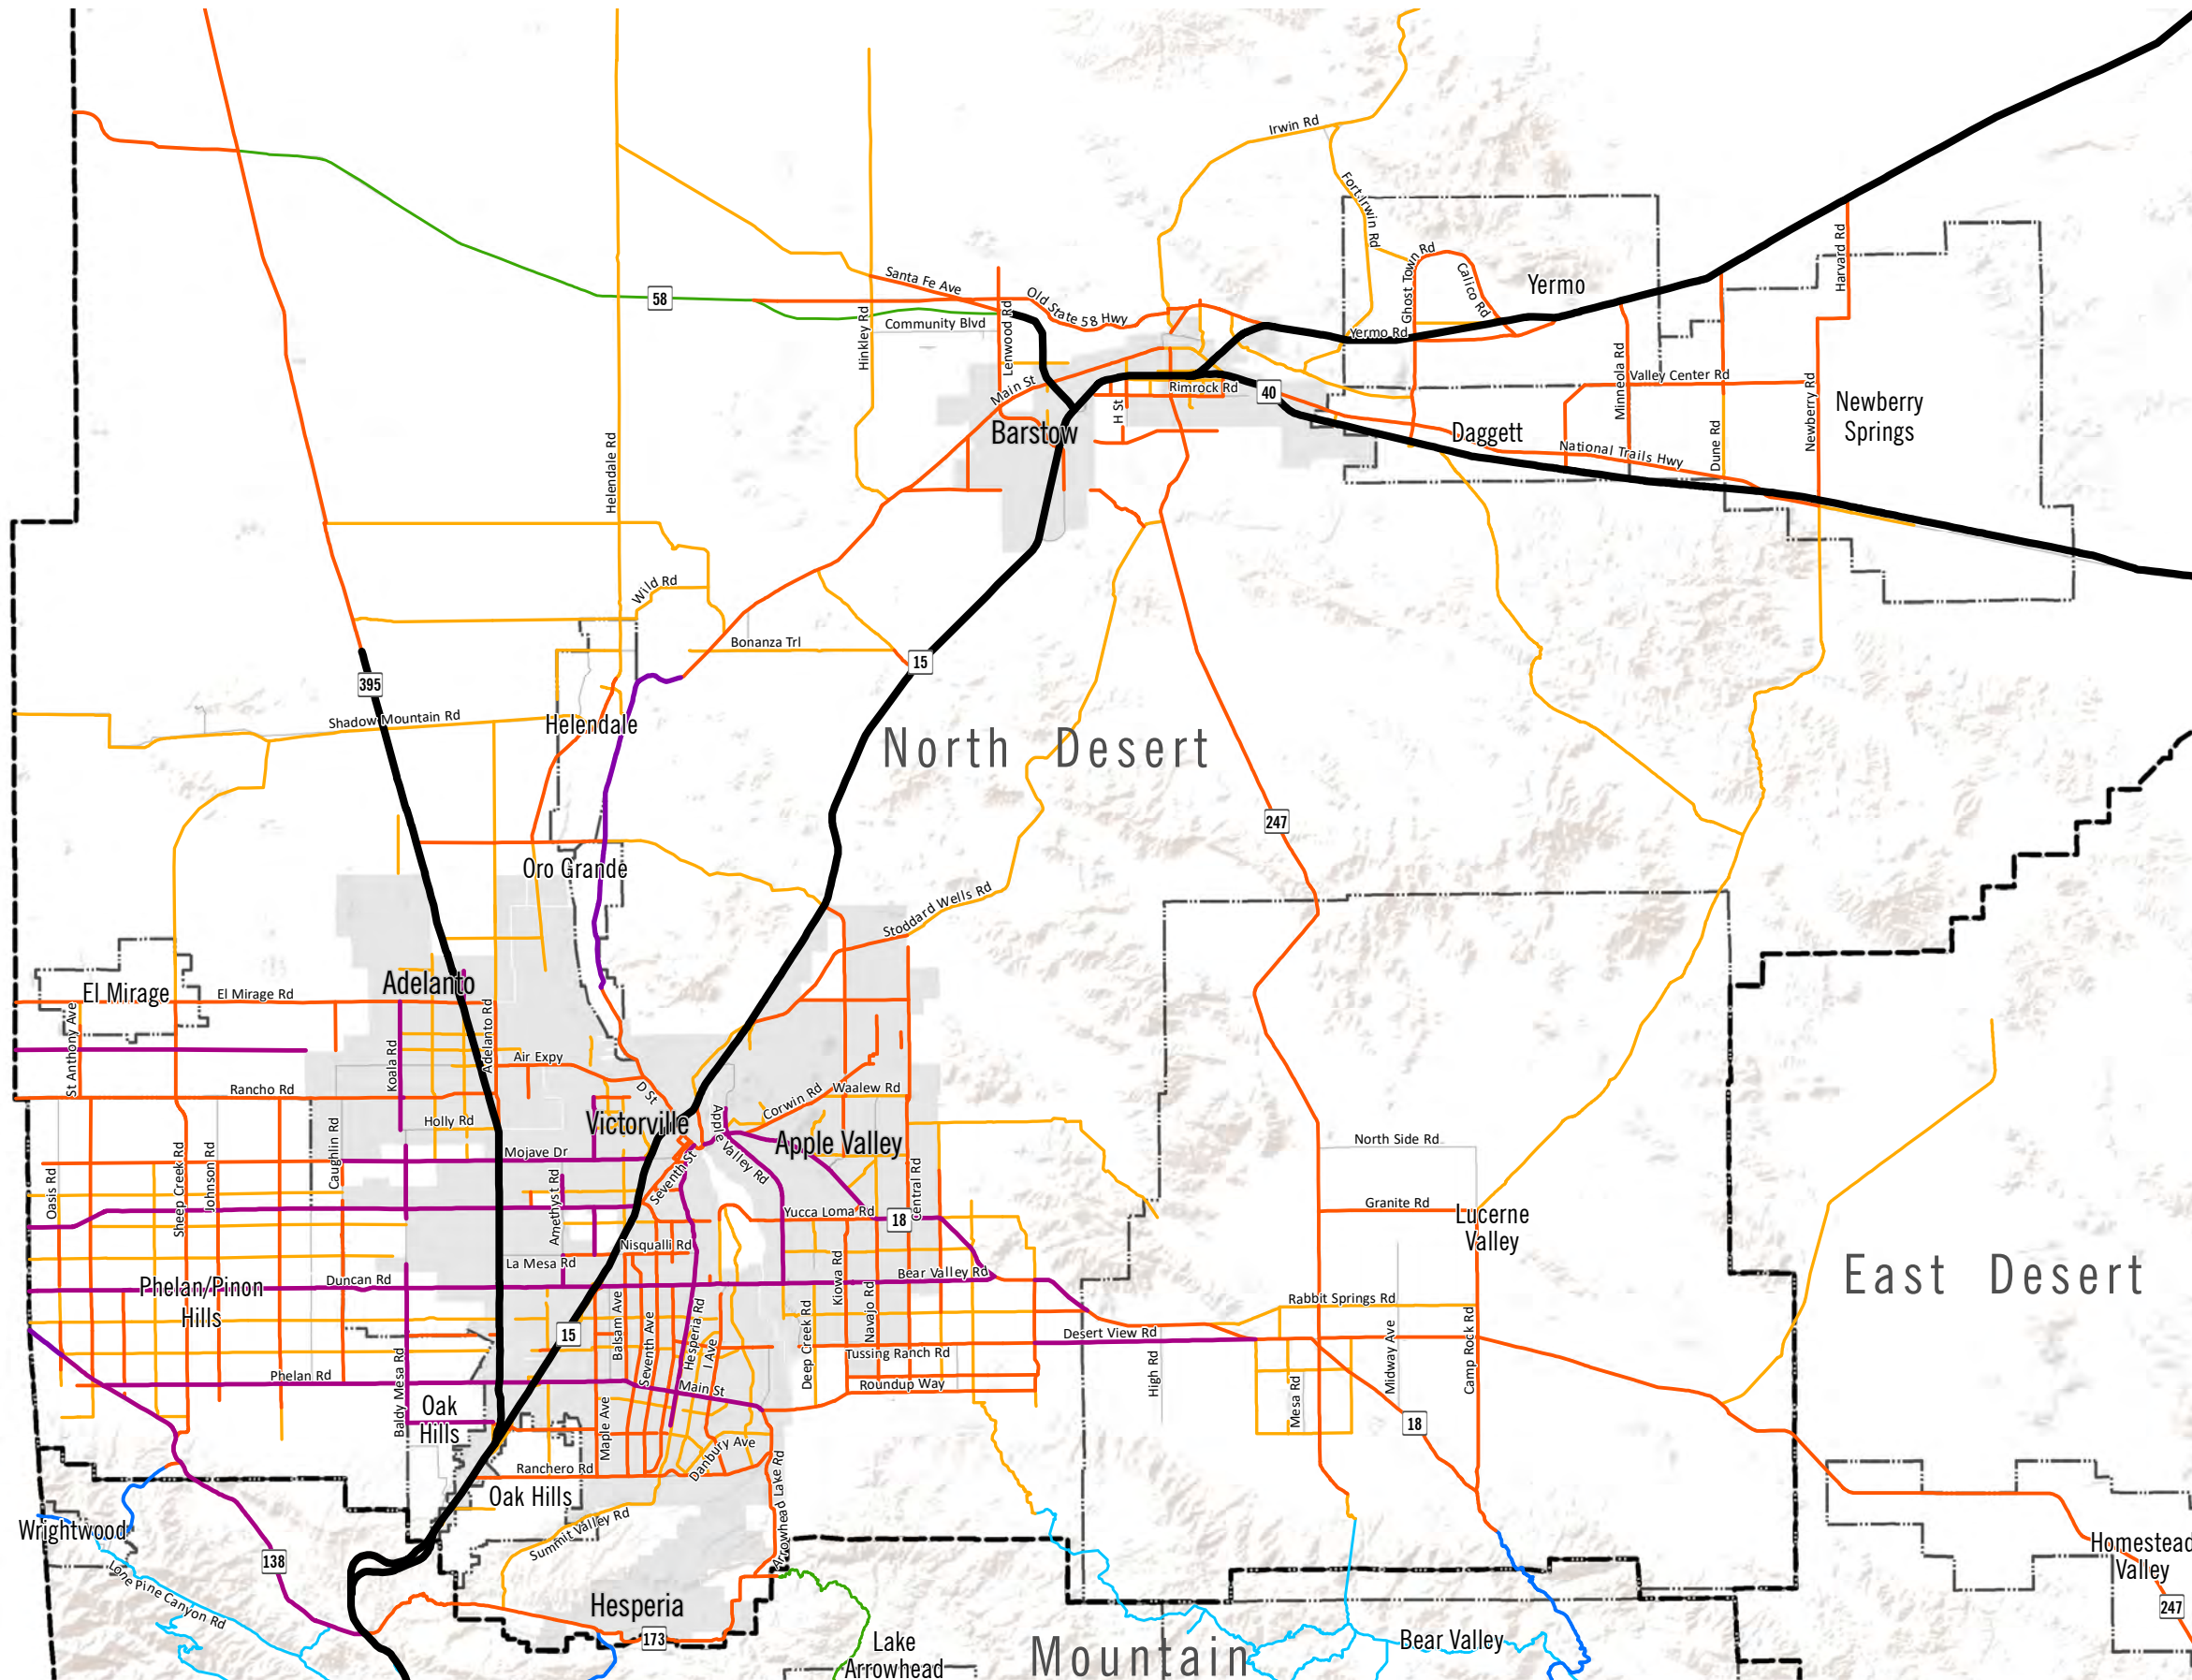 Irwin Rd
Fort Irwin Rd
Harvard Rd
Ghost Town Rd
Calico Rd
Yermo
Santa Fe Ave
Old State 58 Hwy
58
Community Blvd
Hinkley Rd
Lenwood Rd
Yermo Rd
Minneola Rd
Valley Center Rd
Main St
Rimrock Rd
40
H St
Newberry Rd
Newberry
Springs
Barstow
Daggett
Dune Rd
National Trails Hwy
Helendale Rd
Wild Rd
Bonanza Trl
15
395
Shadow Mountain Rd
Helendale
North Desert
247
Oro Grande
Stoddard Wells Rd
Adelanto
El Mirage
El Mirage Rd
St Anthony Ave
Koala Rd
Adelanto Rd
Air Expy
Rancho Rd
D St
Corwin Rd
Waalew Rd
Holly Rd
Victorville
Apple Valley Rd
Apple Valley
Caughlin Rd
Mojave Dr
North Side Rd
Oasis Rd
Sheep Creek Rd
Johnson Rd
Amethyst Rd
Seventh St
Central Rd
Yucca Loma Rd
18
Granite Rd
Lucerne
Valley
Nisqualli Rd
La Mesa Rd
Kiowa Rd
Bear Valley Rd
Phelan/Pinon
Hills
Duncan Rd
East Desert
Rabbit Springs Rd
Balsam Ave
Seventh Ave
Hesperia Rd
I Ave
Deep Creek Rd
Navajo Rd
15
Desert View Rd
Tussing Ranch Rd
High Rd
Midway Ave
Camp Rock Rd
Phelan Rd
Baldy Mesa Rd
Main St
Roundup Way
Mesa Rd
Oak
Hills
Maple Ave
18
Danbury Ave
Ranchero Rd
Oak Hills
Arrowhead Lake Rd
Summit Valley Rd
Wrightwood
138
Lone Pine Canyon Rd
Homestead
Valley
Hesperia
247
173
Lake
Arrowhead
Mountain
Bear Valley